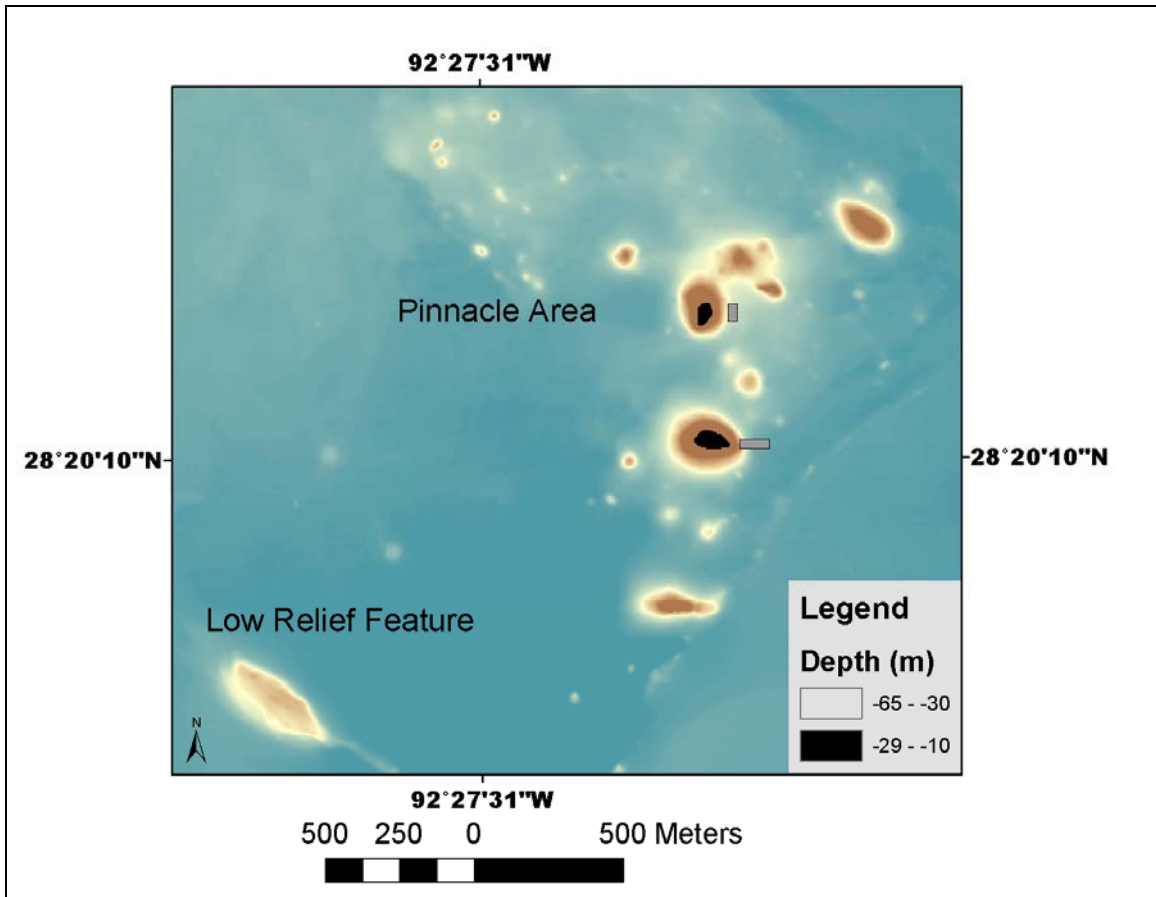 92°27'31"W
Pinnacle Area
28°20'10"N
28°20'10"N
Low Relief Feature
Legend
Depth (m)
-65 - -30
-29 - -10
N
92°27'31"W
500 250 0 500 Meters